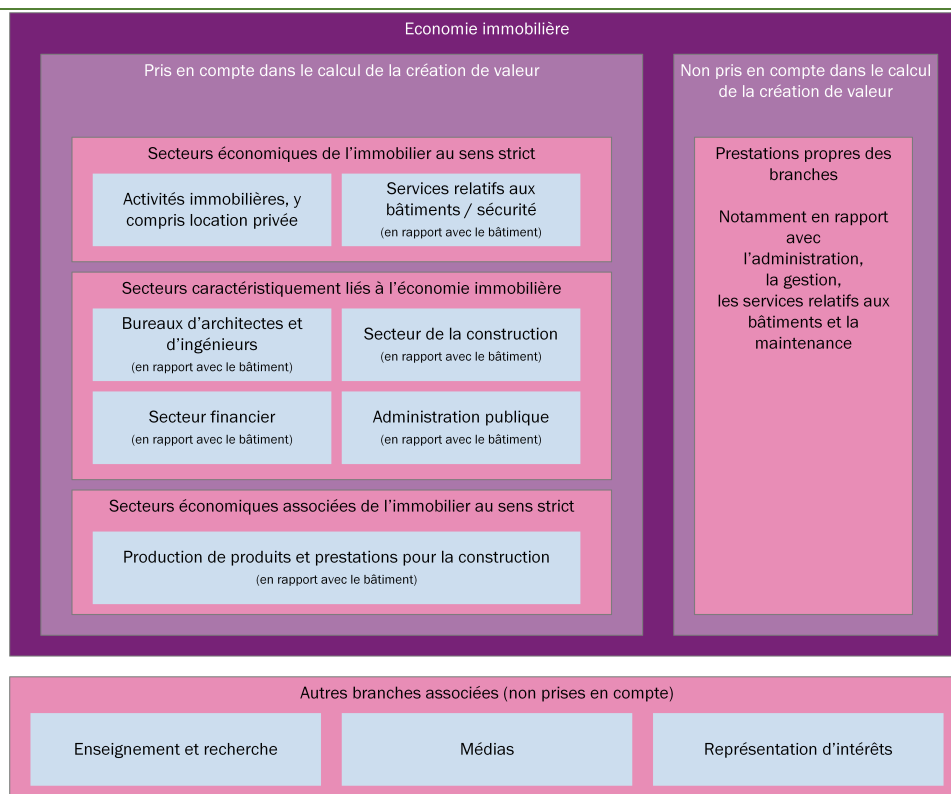 Economie immobilière
Pris en compte dans le calcul de la création de valeur
Secteurs économiques de l'immobilier au sens strict
Activités immobilières, y
compris location privée
Services relatifs aux
bâtiments / sécurité
(en rapport avec le bâtiment)
Secteurs caractéristiquement liés à l'économie immobilière
Bureaux d'architectes et
d'ingénieurs
(en rapport avec le bâtiment)
Secteur de la construction
(en rapport avec le bâtiment)
Secteur financier
(en rapport avec le bâtiment)
Administration publique
(en rapport avec le bâtiment)
Secteurs économiques associées de l'immobilier au sens strict
Production de produits et prestations pour la construction
(en rapport avec le bâtiment)
Non pris en compte dans le calcul
de la création de valeur
Prestations propres des
branches
Notamment en rapport
avec
l'administration,
la gestion,
les services relatifs aux
bâtiments et la
maintenance
Autres branches associées (non prises en compte)
Enseignement et recherche
Médias
Représentation d'intérêts